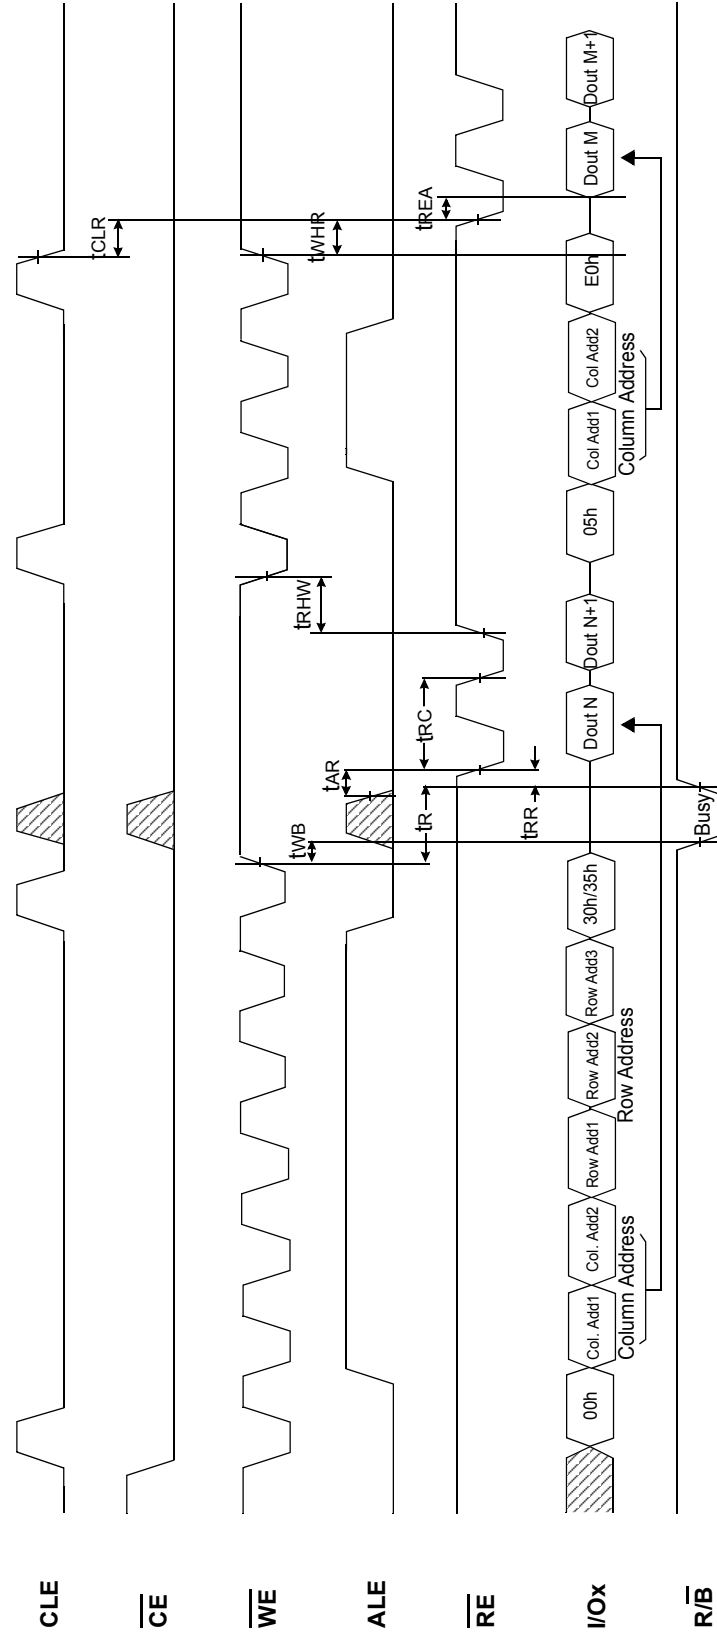 CLE
tCLR
CE
WE
tWB
tRHW
tWHR
ALE
tAR
tR
tRC
tREA
RE
tRR
I/Ox
00h
Col. Add1
Col. Add2
Row Add1
Row Add2
Row Add3
30h/35h
Dout N
Dout N+1
05h
Col Add1
Col Add2
E0h
Dout M
Dout M+1
Column Address
Row Address
Column Address
R/B
Busy